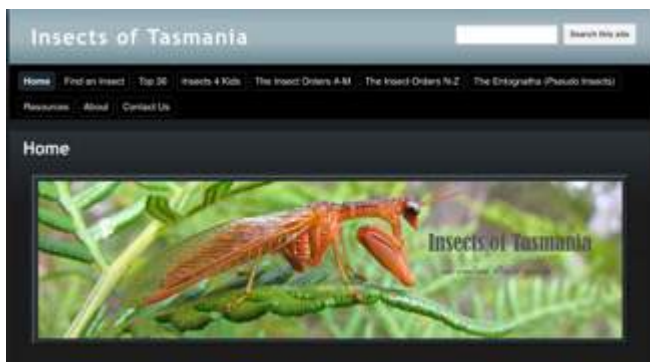 Insects of Tasmania
Search this site
Home Find an Insect Top 36 Insects 4 Kids The Insect Orders A-M The Insect Orders N-Z The Entognatha (Pseudo Insects)
Resources About Contact Us
Home
Insects of Tasmania